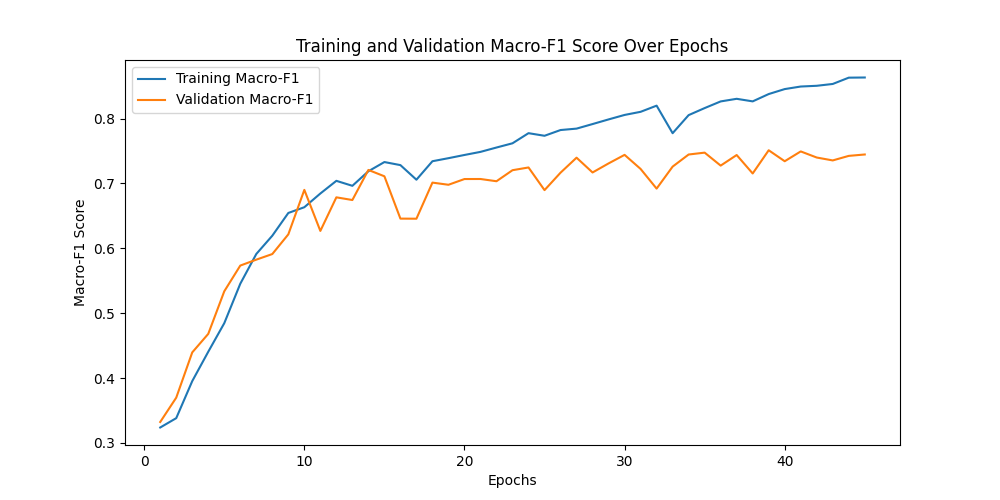 Training and Validation Macro-F1 Score Over Epochs
Training Macro-F1
Validation Macro-F1
0.8
0.7
0.6
0.5
0.4
0.3
Macro-F1 Score
0
10
20
30
40
Epochs